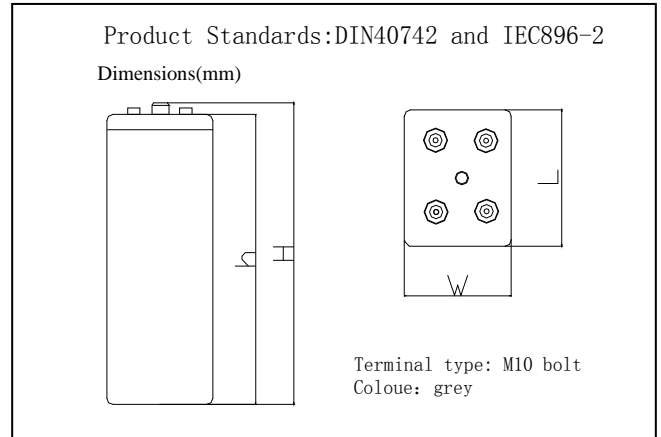 Product Standards:DIN40742 and IEC896-2
Dimensions(mm)
h
H
L
W
Terminal type: M10 bolt
Coloue: grey